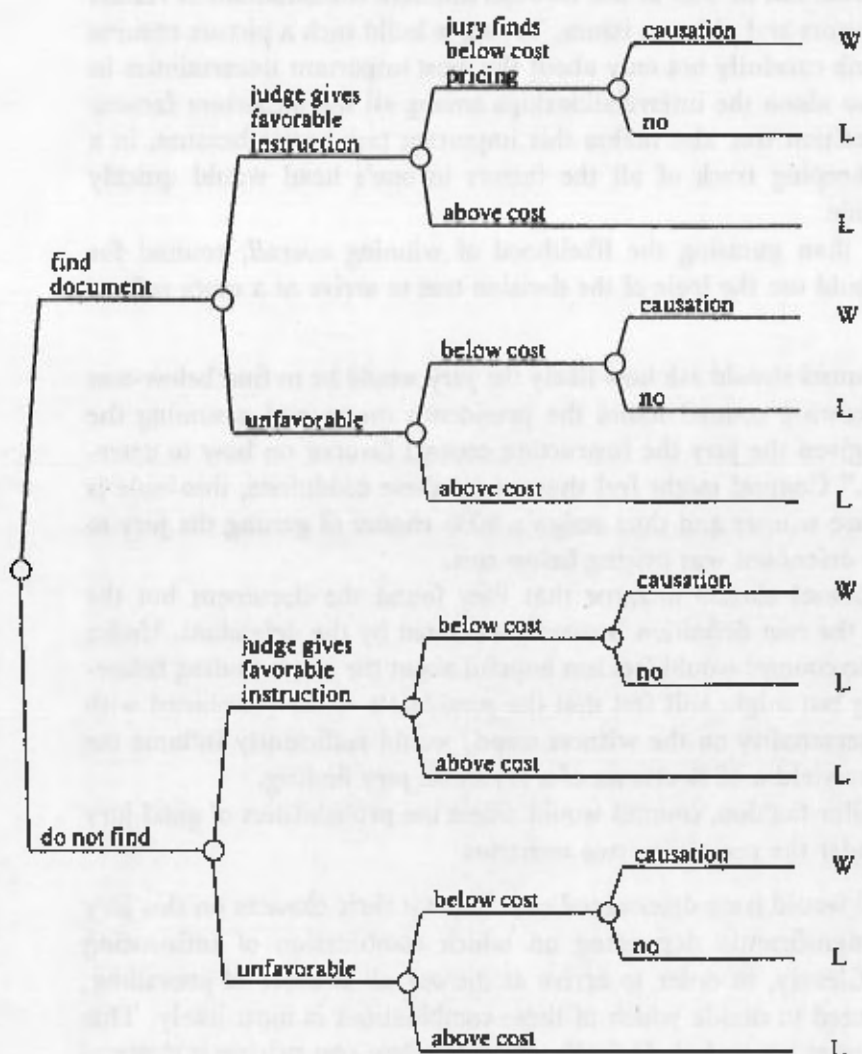 jury finds
below cost
pricing
causation
W
judge gives
favorable
instruction
no
L
above cost
L
find
document
causation
W
below cost
no
L
unfavorable
above cost
L
causation
W
below cost
judge gives
favorable
instruction
no
L
above cost
L
do not find
causation
W
below cost
no
L
unfavorable
above cost
L